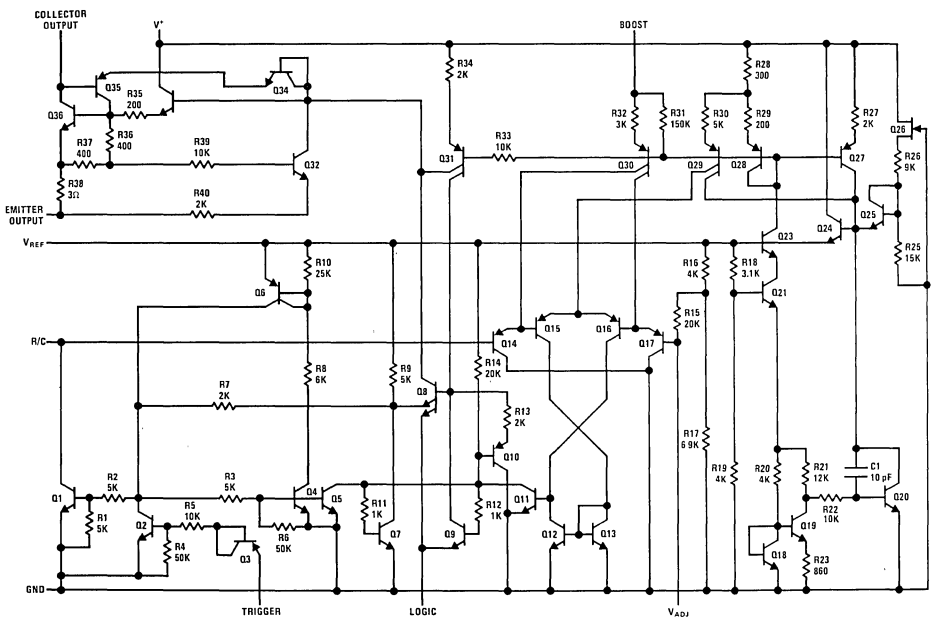 COLLECTOR OUTPUT
V+
BOOST
R34 2K
R28 300
Q35
R35 200
Q34
Q36
R36 400
R37 400
R39 10K
Q32
R38 3Ω
R40 2K
EMITTER OUTPUT
Q31
R33 10K
R32 3K
R31 150K
R30 5K
R29 200
R27 2K
Q26
Q30
Q29
Q28
Q27
R26 9K
Q25
Q24
R25 15K
VREF
Q23
R10 25K
Q6
R16 4K
R18 3.1K
Q21
R/C
Q14
Q15
Q16
Q17
R15 20K
R8 6K
R9 5K
R14 20K
R7 2K
Q8
R13 2K
Q10
R17 6 9K
R19 4K
R20 4K
R21 12K
C1 10 pF
Q20
Q1
R2 5K
R3 5K
Q4
Q5
R11 1K
R12 1K
Q11
R22 10K
R1 5K
Q2
R5 10K
R4 50K
Q3
R6 50K
Q7
Q9
Q12
Q13
Q19
Q18
R23 860
GND
TRIGGER
LOGIC
VADJ